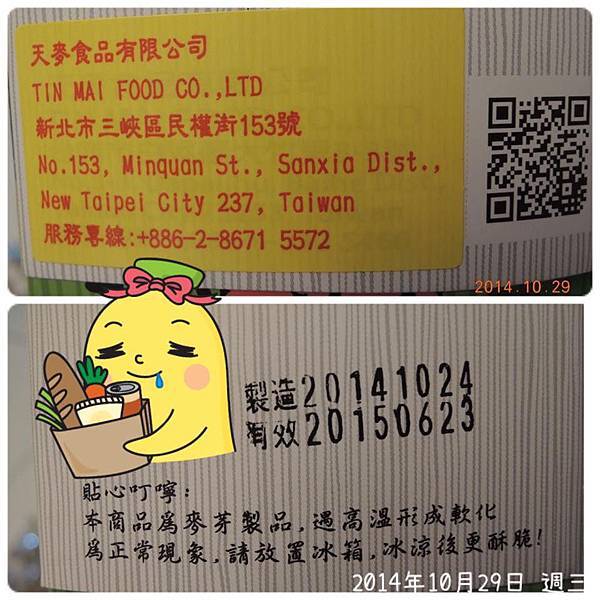 天麥食品有限公司
TIN MAI FOOD CO.,LTD
新北市三峽區民權街153號
No.153, Minquan St., Sanxia Dist.,
New Taipei City 237, Taiwan
服務專線:+886-2-8671 5572
2014.10.29
製造20141024
有效20150623
貼心叮嚀:
本商品為麥芽製品,遇高溫形成軟化
為正常現象,請放置冰箱,冰涼後更酥脆!
2014年10月29日 週三